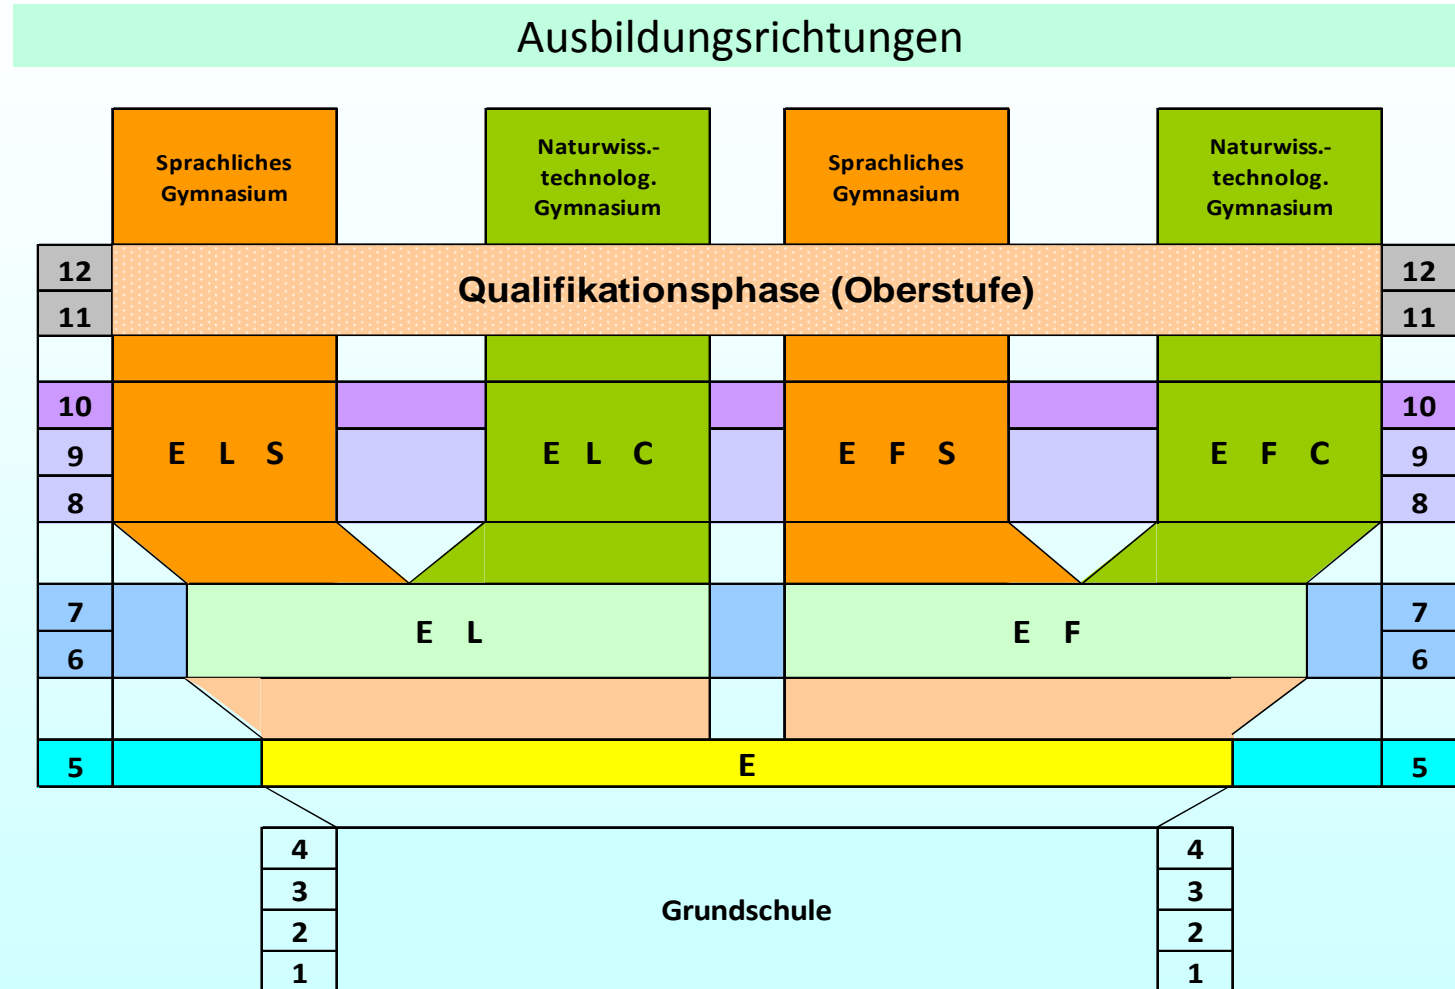 Ausbildungsrichtungen
Sprachliches
Gymnasium
Naturwiss.-
technolog.
Gymnasium
Sprachliches
Gymnasium
Naturwiss.-
technolog.
Gymnasium
12 Qualifikationsphase (Oberstufe) 12
11 11
10 10
9 E L S E L C E F S E F C 9
8 8
7 E L E F 7
6 6
5 E 5
4 4
3 Grundschule 3
2 2
1 1